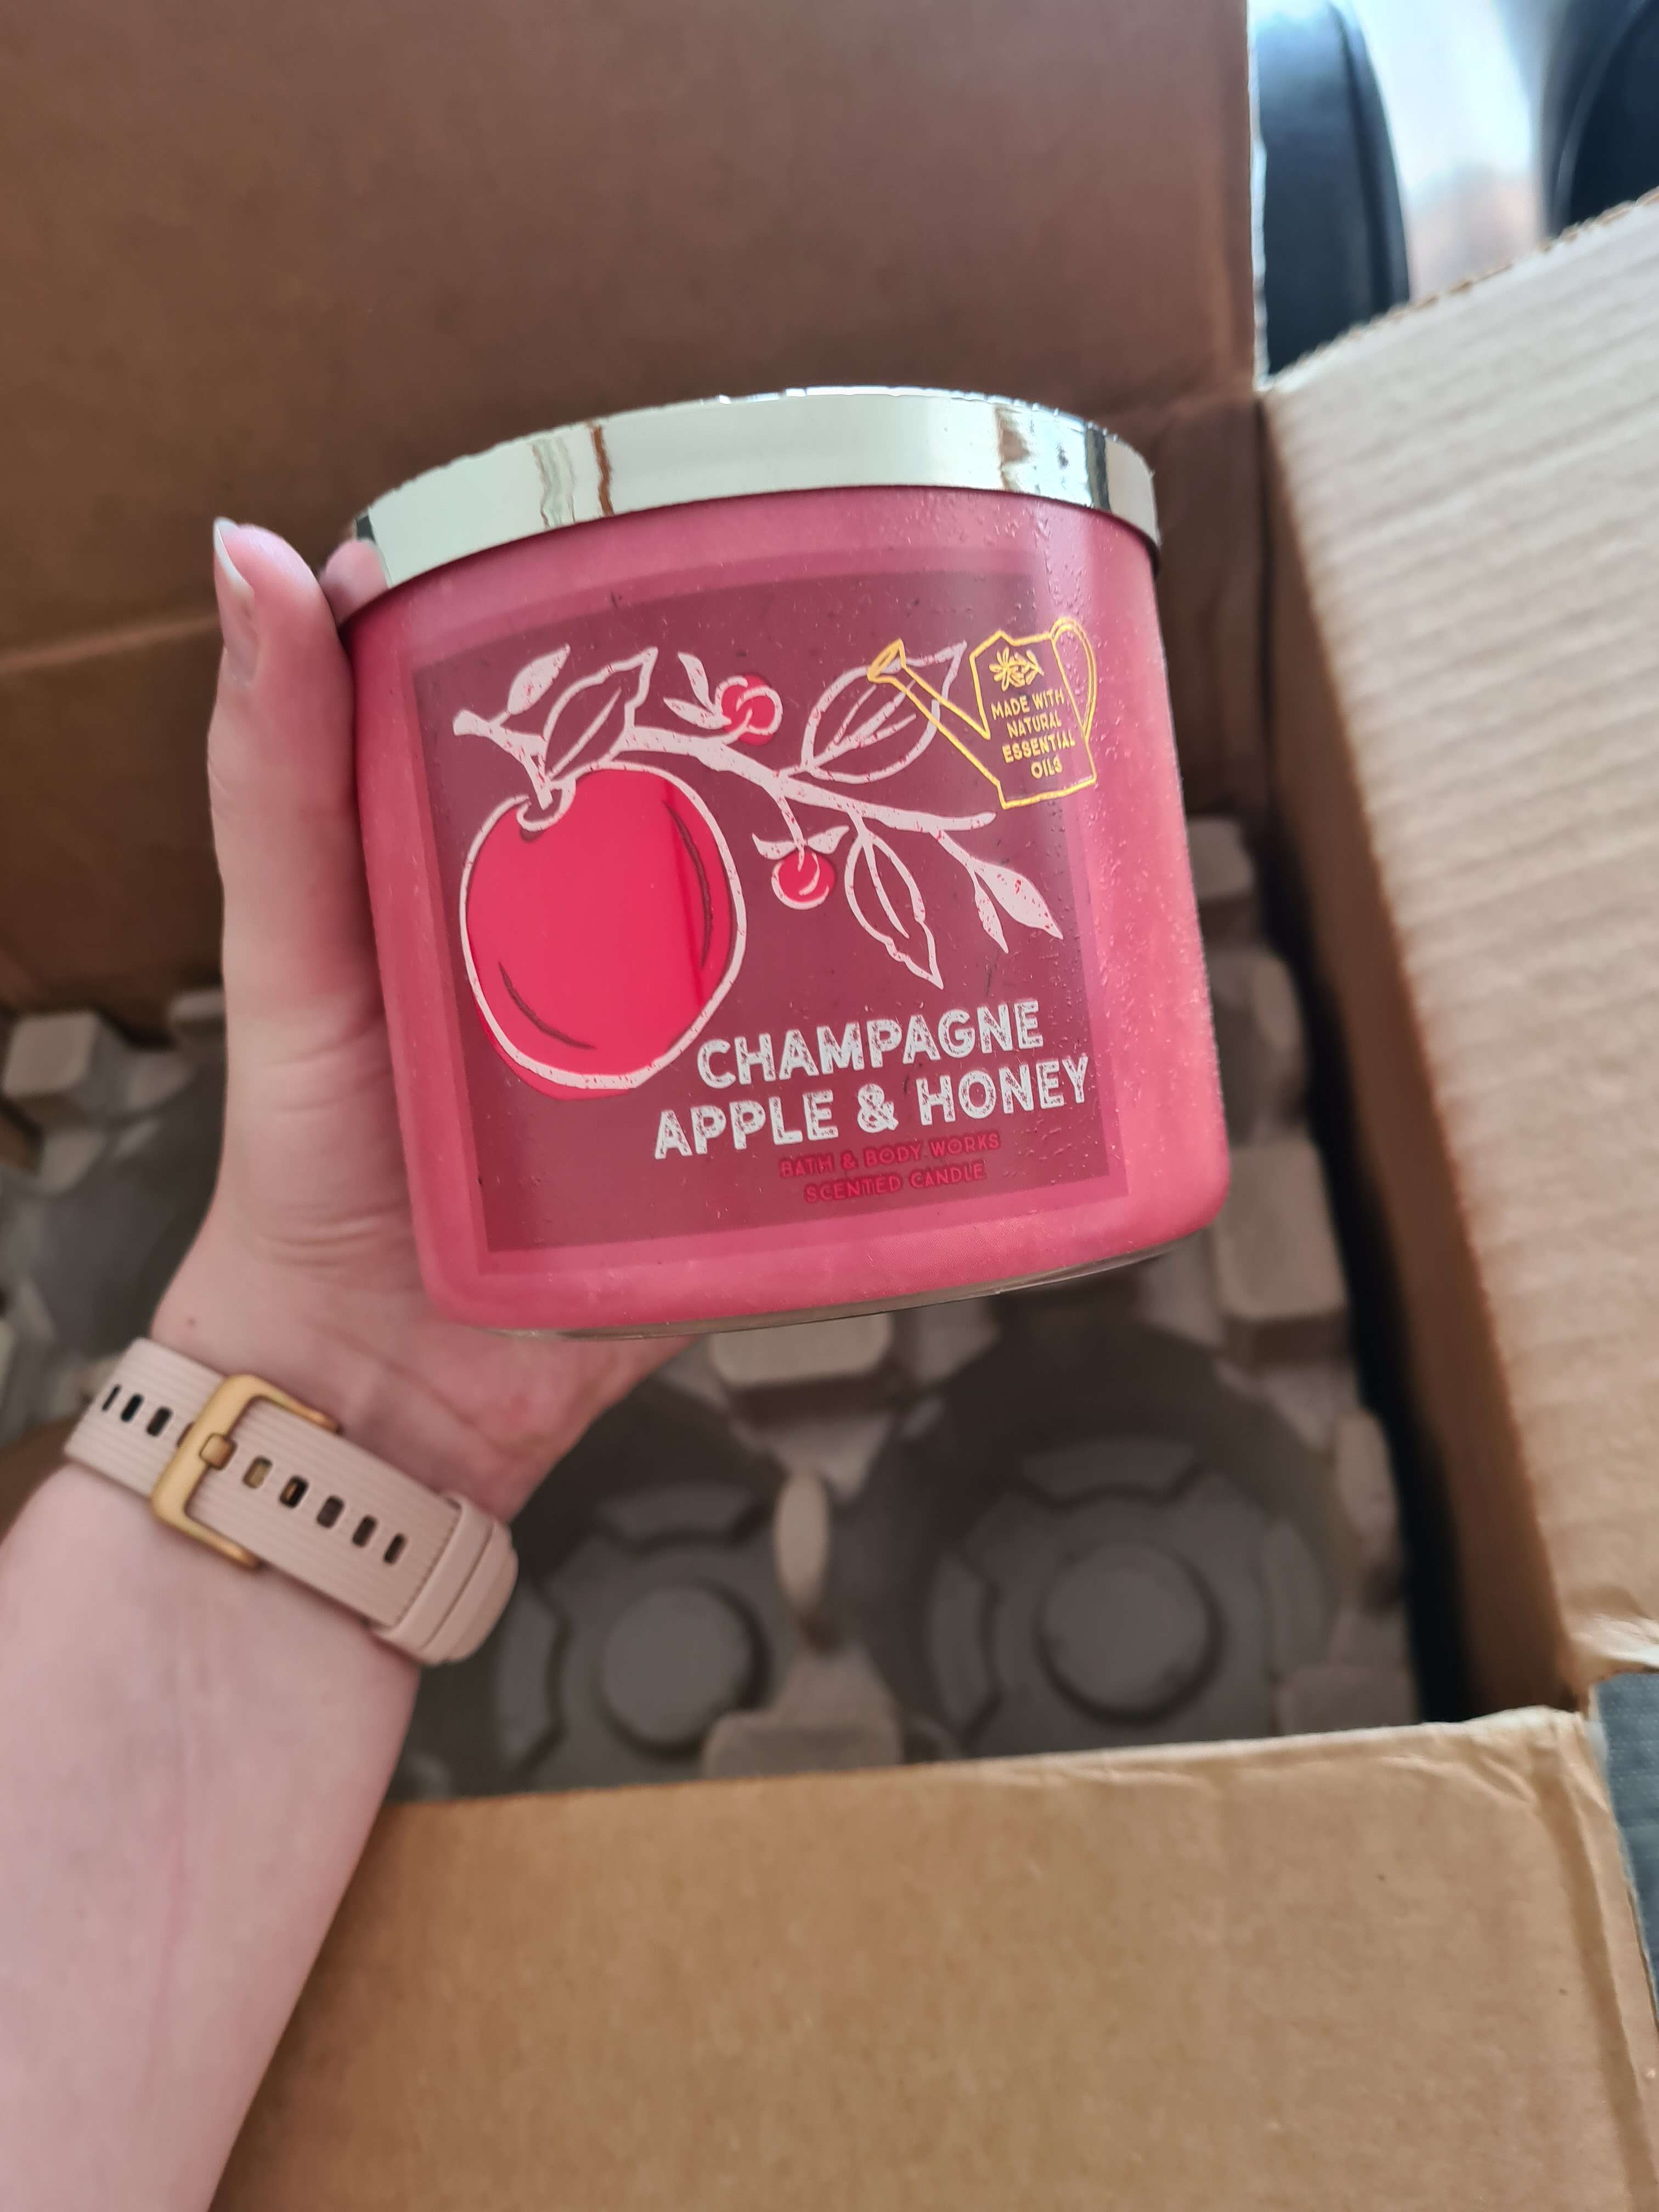 MADE WITH
NATURAL
ESSENTIAL
OILS
CHAMPAGNE
APPLE & HONEY
BATH & BODY WORKS
SCENTED CANDLE